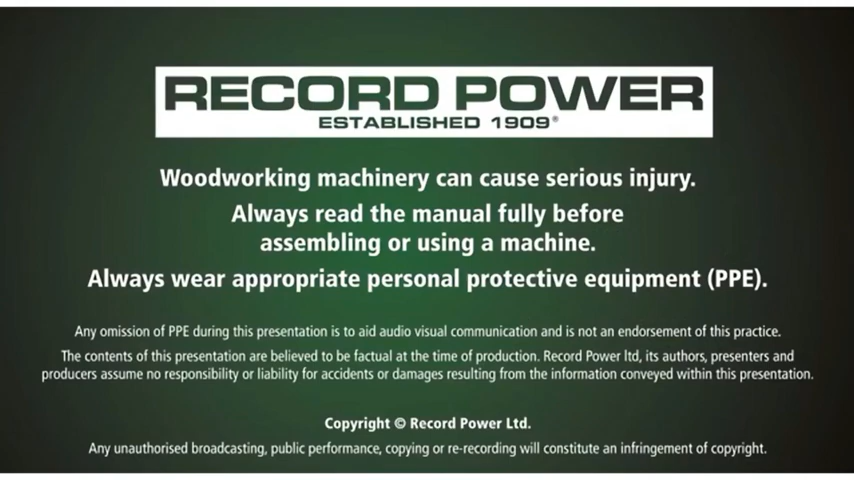 RECORD POWER
ESTABLISHED 1909®
Woodworking machinery can cause serious injury.
Always read the manual fully before
assembling or using a machine.
Always wear appropriate personal protective equipment (PPE).
Any omission of PPE during this presentation is to aid audio visual communication and is not an endorsement of this practice.
The contents of this presentation are believed to be factual at the time of production. Record Power ltd, its authors, presenters and
producers assume no responsibility or liability for accidents or damages resulting from the information conveyed within this presentation.
Copyright © Record Power Ltd.
Any unauthorised broadcasting, public performance, copying or re-recording will constitute an infringement of copyright.